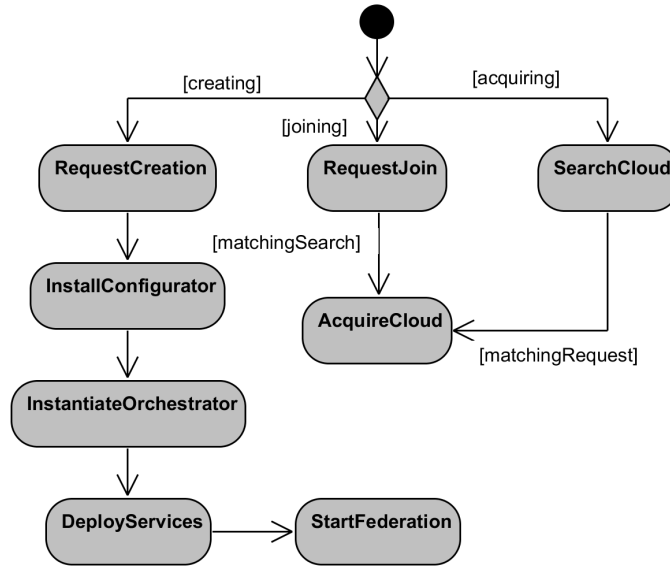 [creating]
[acquiring]
[joining]
RequestCreation
RequestJoin
SearchCloud
[matchingSearch]
InstallConfigurator
AcquireCloud
[matchingRequest]
InstantiateOrchestrator
DeployServices
StartFederation